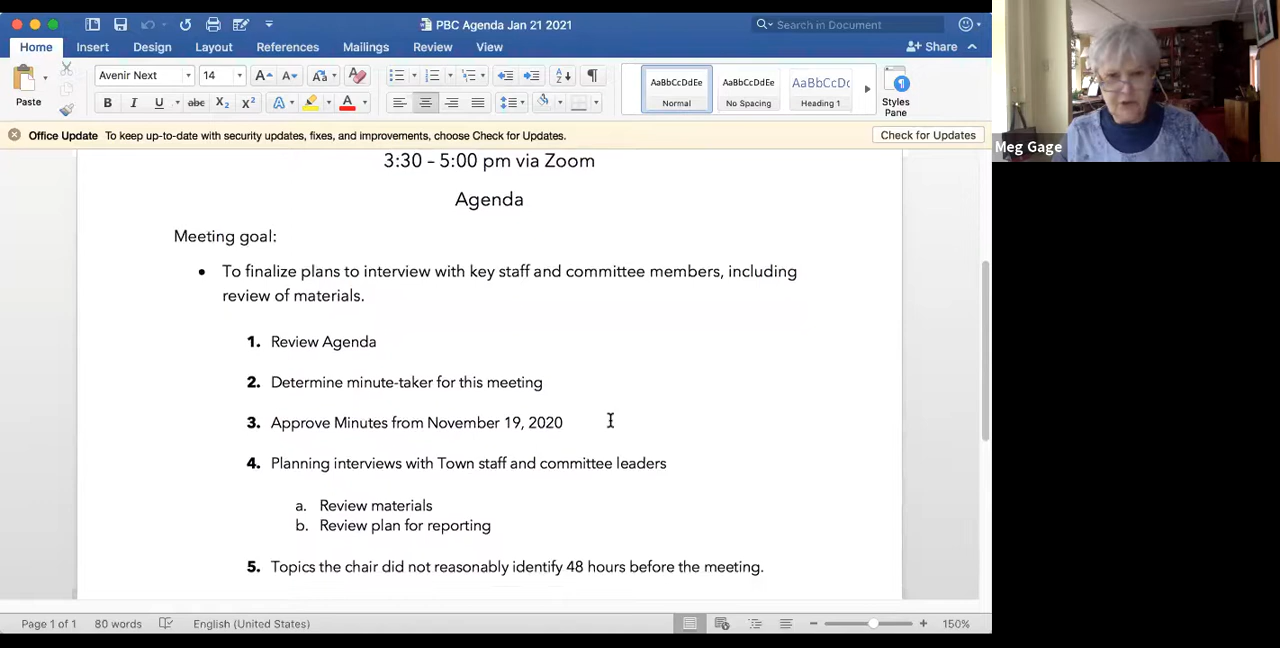 PBC Agenda Jan 21 2021
Search in Document
Home Insert Design Layout References Mailings Review View
Share
Paste
Avenir Next 14
AaBbCcDdEe AaBbCcDdEe AaBbCcDc
Normal No Spacing Heading 1
Styles Pane
Office Update To keep up-to-date with security updates, fixes, and improvements, choose Check for Updates.
Check for Updates
Meg Gage
3:30 - 5:00 pm via Zoom
Agenda
Meeting goal:
• To finalize plans to interview with key staff and committee members, including
review of materials.
1. Review Agenda
2. Determine minute-taker for this meeting
3. Approve Minutes from November 19, 2020
4. Planning interviews with Town staff and committee leaders
a. Review materials
b. Review plan for reporting
5. Topics the chair did not reasonably identify 48 hours before the meeting.
Page 1 of 1 80 words English (United States) 150%